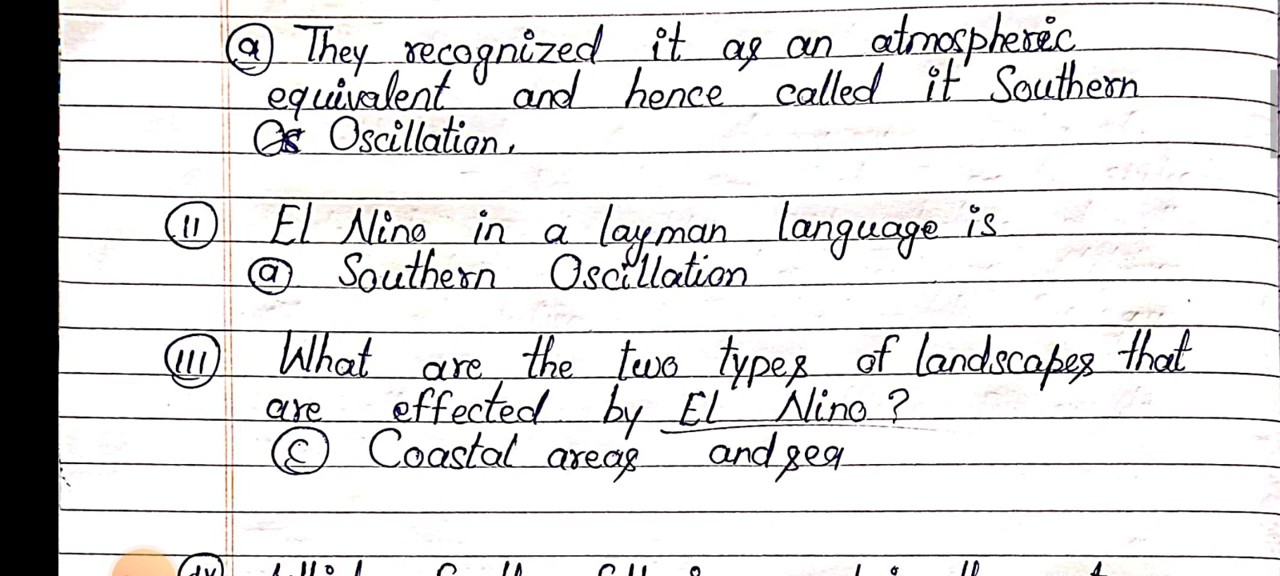 (a) They recognized it as an atmospheric
equivalent and hence called it Southern
Oscillation.
(II) El Nino in a layman language is
(a) Southern Oscillation
(III) What are the two types of landscapes that
are effected by El Nino?
(C) Coastal areas and sea